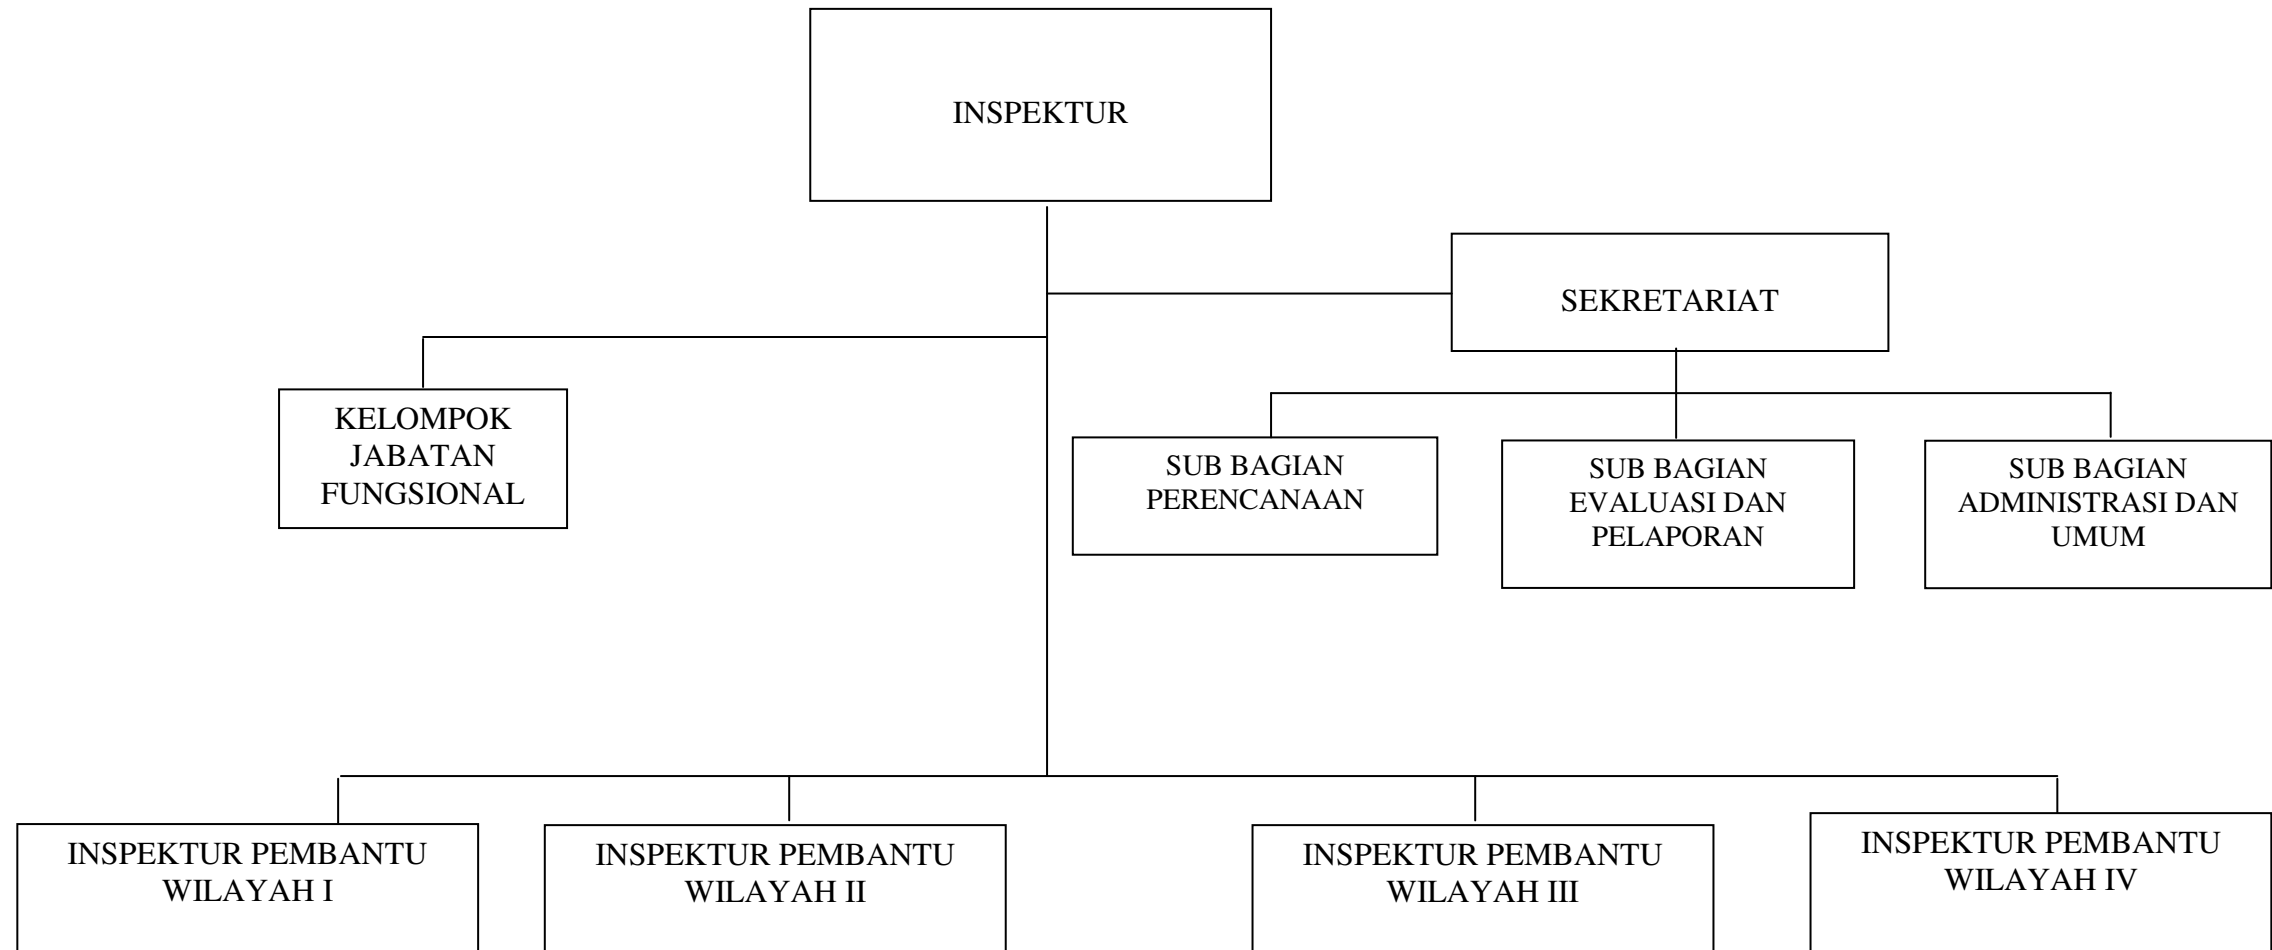 INSPEKTUR
SEKRETARIAT
KELOMPOK
JABATAN
FUNGSIONAL
SUB BAGIAN
PERENCANAAN
SUB BAGIAN
EVALUASI DAN
PELAPORAN
SUB BAGIAN
ADMINISTRASI DAN
UMUM
INSPEKTUR PEMBANTU
WILAYAH I
INSPEKTUR PEMBANTU
WILAYAH II
INSPEKTUR PEMBANTU
WILAYAH III
INSPEKTUR PEMBANTU
WILAYAH IV